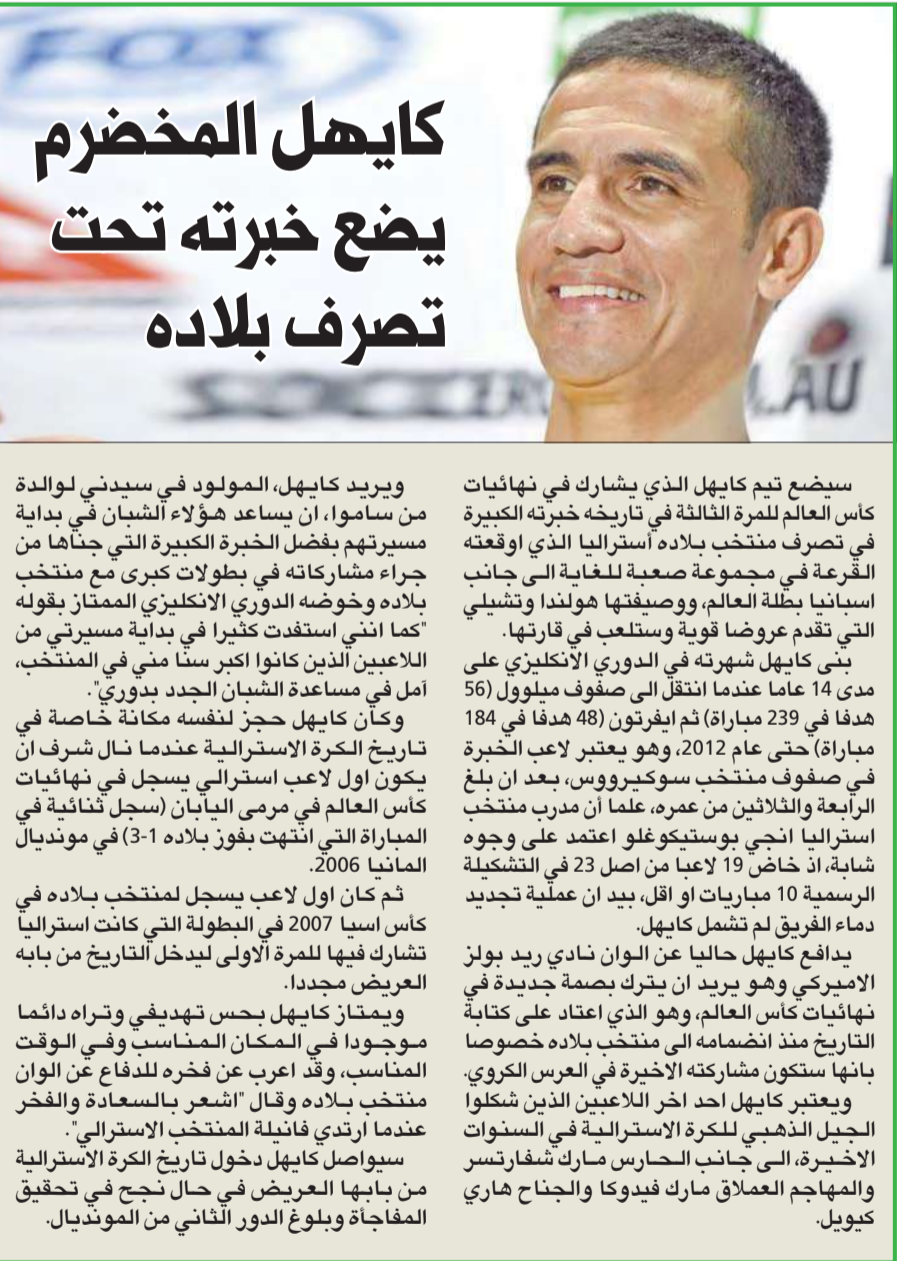 FOX
SOCCERO
M.AU
كايهل المخضرم
يضع خبرته تحت
تصرف بلاده
سيضع تيم كايهل الذي يشارك في نهائيات
كأس العالم للمرة الثالثة في تاريخه خبرته الكبيرة
في تصرف منتخب بلاده أستراليا الذي اوقعته
القرعة في مجموعة صعبة للغاية الى جانب
اسبانيا بطلة العالم، ووصيفتها هولندا وتشيلي
التي تقدم عروضا قوية وستلعب في قارتها.
بنى كايهل شهرته في الدوري الانكليزي على
مدى 14 عاما عندما انتقل الى صفوف ميلوول (56
هدفا في 239 مباراة) ثم ايفرتون (48 هدفا في 184
مباراة) حتى عام 2012، وهو يعتبر لاعب الخبرة
في صفوف منتخب سوكيرووس، بعد ان بلغ
الرابعة والثلاثين من عمره، علما أن مدرب منتخب
استراليا انجي بوستيكوغلو اعتمد على وجوه
شابة، اذ خاض 19 لاعبا من اصل 23 في التشكيلة
الرسمية 10 مباريات او اقل، بيد ان عملية تجديد
دماء الفريق لم تشمل كايهل.
يدافع كايهل حاليا عن الوان نادي ريد بولز
الاميركي وهو يريد ان يترك بصمة جديدة في
نهائيات كأس العالم، وهو الذي اعتاد على كتابة
التاريخ منذ انضمامه الى منتخب بلاده خصوصا
بانها ستكون مشاركته الاخيرة في العرس الكروي.
ويعتبر كايهل احد اخر اللاعبين الذين شكلوا
الجيل الذهبي للكرة الاسترالية في السنوات
الاخيرة، الى جانب الحارس مارك شفارتسر
والمهاجم العملاق مارك فيدوكا والجناح هاري
كيويل.
ويريد كايهل، المولود في سيدني لوالدة
من ساموا، ان يساعد هؤلاء الشبان في بداية
مسيرتهم بفضل الخبرة الكبيرة التي جناها من
جراء مشاركاته في بطولات كبرى مع منتخب
بلاده وخوضه الدوري الانكليزي الممتاز بقوله
"كما انني استفدت كثيرا في بداية مسيرتي من
اللاعبين الذين كانوا اكبر سنا مني في المنتخب،
آمل في مساعدة الشبان الجدد بدوري".
وكان كايهل حجز لنفسه مكانة خاصة في
تاريخ الكرة الاسترالية عندما نال شرف ان
يكون اول لاعب استرالي يسجل في نهائيات
كأس العالم في مرمى اليابان (سجل ثنائية في
المباراة التي انتهت بفوز بلاده 1-3) في مونديال
المانيا 2006.
ثم كان اول لاعب يسجل لمنتخب بلاده في
كأس اسيا 2007 في البطولة التي كانت استراليا
تشارك فيها للمرة الاولى ليدخل التاريخ من بابه
العريض مجددا.
ويمتاز كايهل بحس تهديفي وتراه دائما
موجودا في المكان المناسب وفي الوقت
المناسب، وقد اعرب عن فخره للدفاع عن الوان
منتخب بلاده وقال "اشعر بالسعادة والفخر
عندما ارتدي فانيلة المنتخب الاسترالي".
سيواصل كايهل دخول تاريخ الكرة الاسترالية
من بابها العريض في حال نجح في تحقيق
المفاجأة وبلوغ الدور الثاني من المونديال.